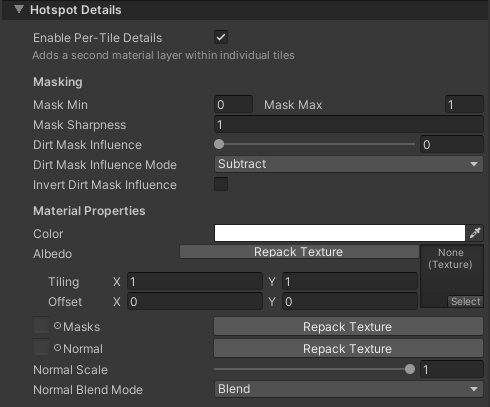 Hotspot Details
Enable Per-Tile Details
Adds a second material layer within individual tiles
Masking
Mask Min 0 Mask Max 1
Mask Sharpness 1
Dirt Mask Influence 0
Dirt Mask Influence Mode Subtract
Invert Dirt Mask Influence
Material Properties
Color
Albedo Repack Texture None
(Texture)
Tiling X 1 Y 1
Offset X 0 Y 0 Select
Masks Repack Texture
Normal Repack Texture
Normal Scale 1
Normal Blend Mode Blend